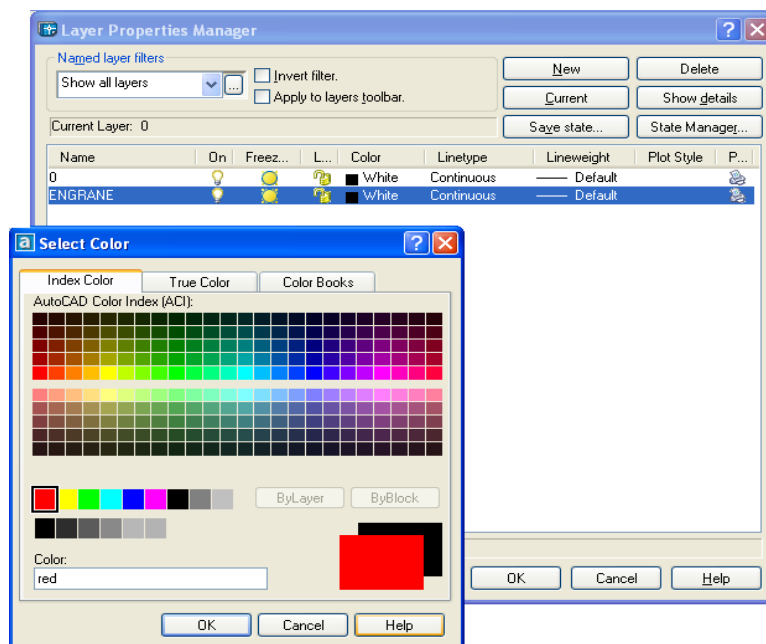 Layer Properties Manager
Named layer filters
Show all layers
...
Invert filter.
Apply to layers toolbar.
New
Delete
Current
Show details
Current Layer: 0
Save state...
State Manager...
Name On Freez... L... Color Linetype Lineweight Plot Style P...
0 White Continuous Default
ENGRANE White Continuous Default
a Select Color
Index Color True Color Color Books
AutoCAD Color Index (ACI):
ByLayer ByBlock
Color:
red
OK Cancel Help
OK Cancel Help